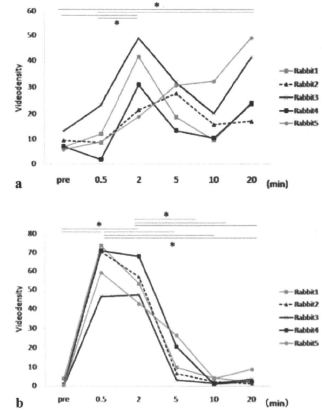 *
*
60
50
40
30
20
10
0
Videodensity
pre 0.5 2 5 10 20 (min)
Rabbit1
Rabbit2
Rabbit3
Rabbit4
Rabbit5
a
*
*
*
80
70
60
50
40
30
20
10
0
Videodensity
pre 0.5 2 5 10 20 (min)
Rabbit1
Rabbit2
Rabbit3
Rabbit4
Rabbit5
b